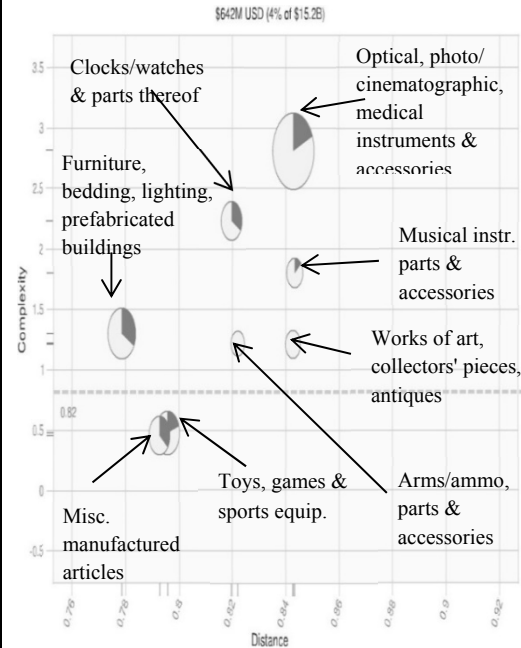 $642M USD (4% of $15.2B)
Clocks/watches
& parts thereof
Optical, photo/
cinematographic,
medical
instruments &
accessories
Furniture,
bedding, lighting,
prefabricated
buildings
Musical instr.
parts &
accessories
Works of art,
collectors' pieces,
antiques
Toys, games &
sports equip.
Arms/ammo,
parts &
accessories
Misc.
manufactured
articles
Complexity
3.5
3
2.5
2
1.5
1
0.82
0.5
0
-0.5
0.76
0.78
0.8
0.82
0.84
0.86
0.88
0.9
0.92
Distance